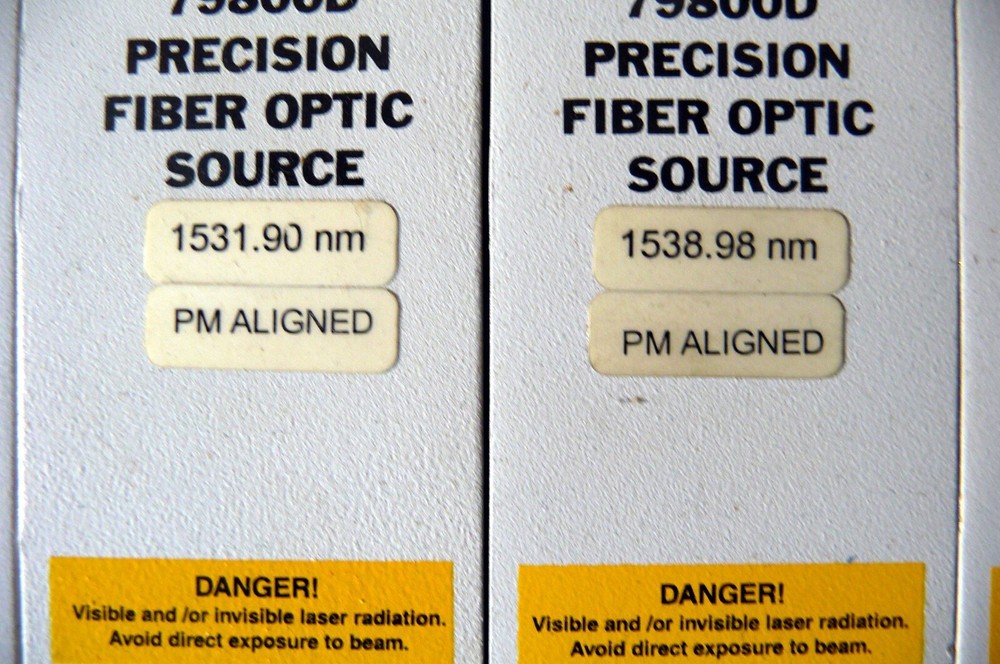 79800D
PRECISION
FIBER OPTIC
SOURCE
1531.90 nm
PM ALIGNED
DANGER!
Visible and /or invisible laser radiation.
Avoid direct exposure to beam.
79800D
PRECISION
FIBER OPTIC
SOURCE
1538.98 nm
PM ALIGNED
DANGER!
Visible and /or invisible laser radiation.
Avoid direct exposure to beam.